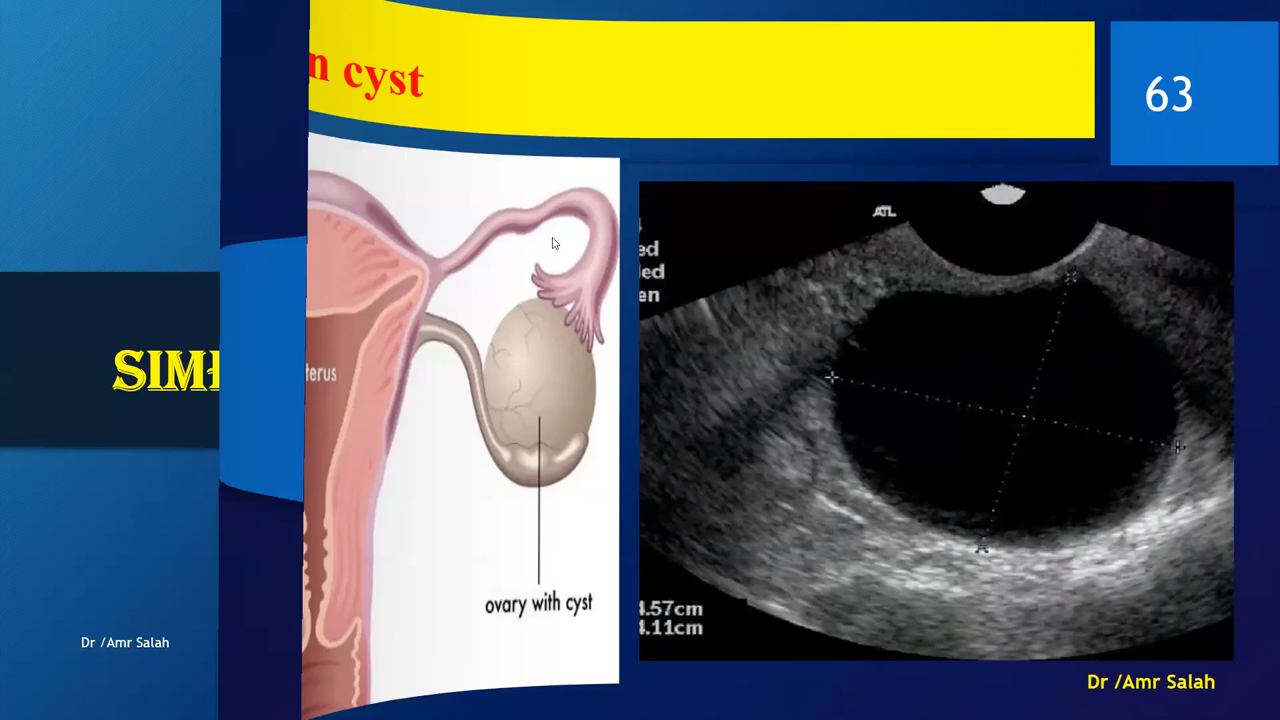 n cyst
63
ATL
ed
ed
en
terus
SIM
ovary with cyst
4.57cm
4.11cm
Dr /Amr Salah
Dr /Amr Salah